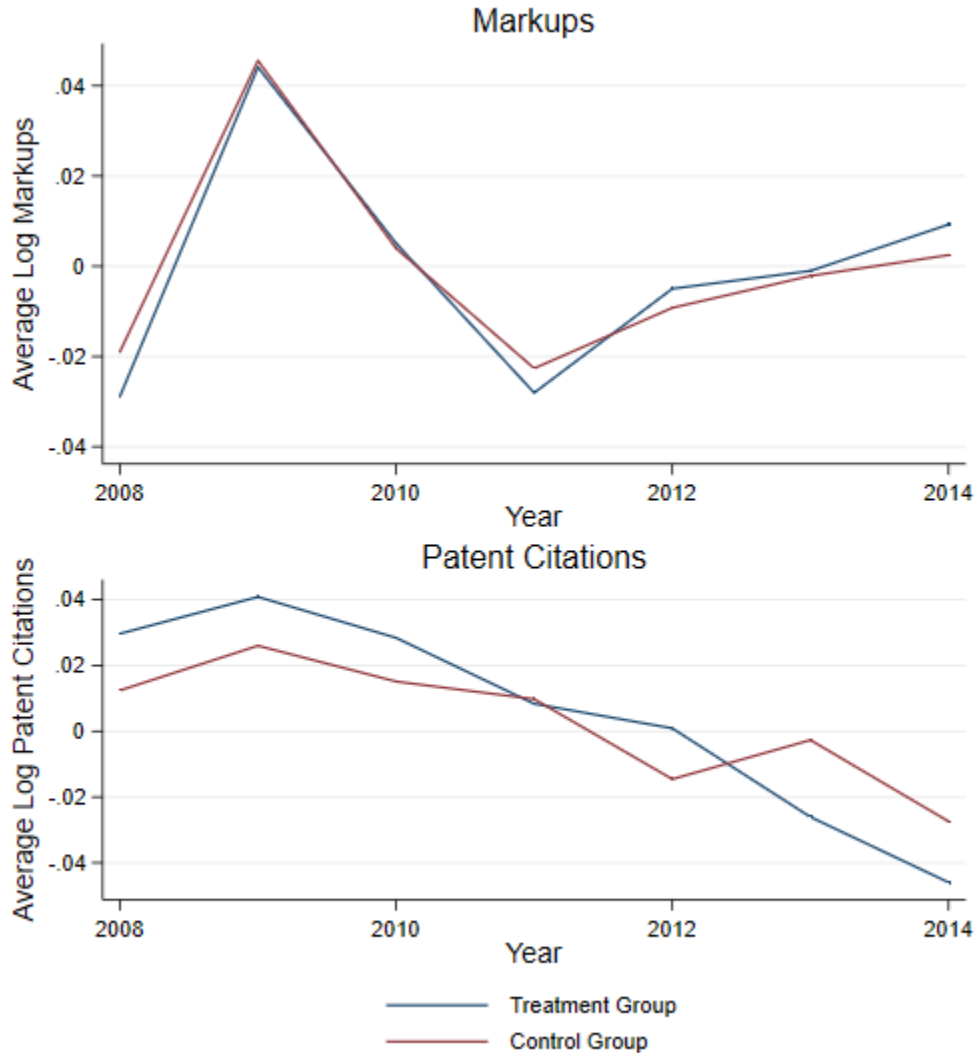 Markups
Average Log Markups
.04
.02
0
-.02
-.04
2008
2010
2012
2014
Year
Patent Citations
Average Log Patent Citations
.04
.02
0
-.02
-.04
2008
2010
2012
2014
Year
Treatment Group
Control Group